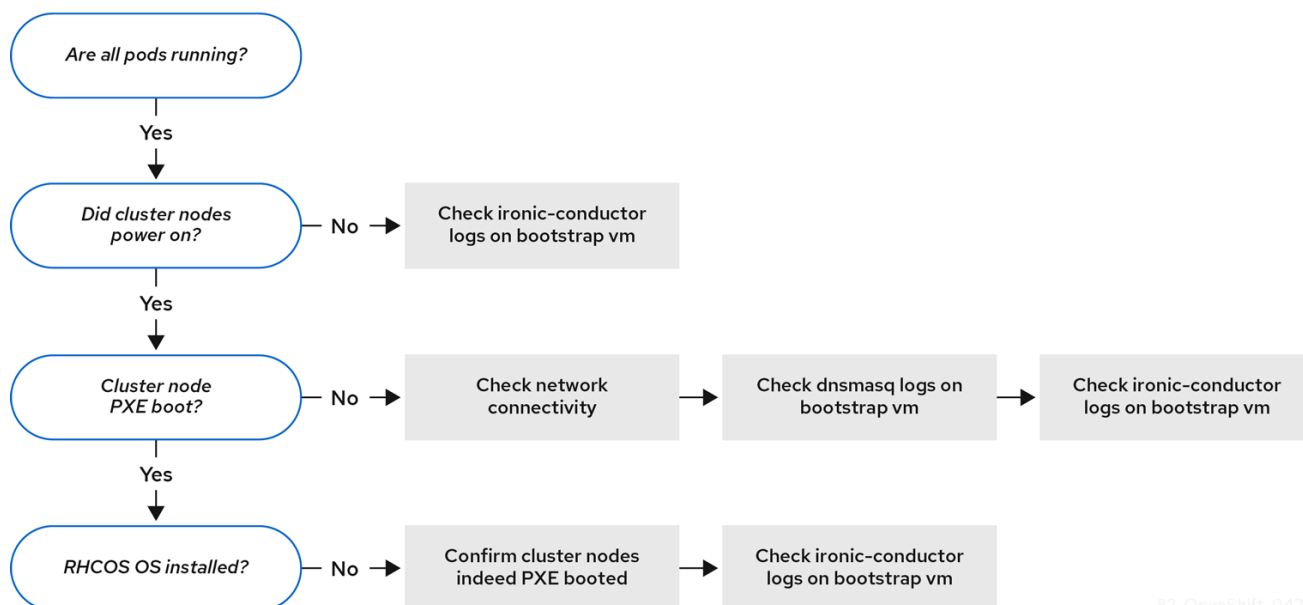 Are all pods running?
Yes
Did cluster nodes
power on?
No
Check ironic-conductor
logs on bootstrap vm
Yes
Cluster node
PXE boot?
No
Check network
connectivity
Check dnsmasq logs on
bootstrap vm
Check ironic-conductor
logs on bootstrap vm
Yes
RHCOS OS installed?
No
Confirm cluster nodes
indeed PXE booted
Check ironic-conductor
logs on bootstrap vm